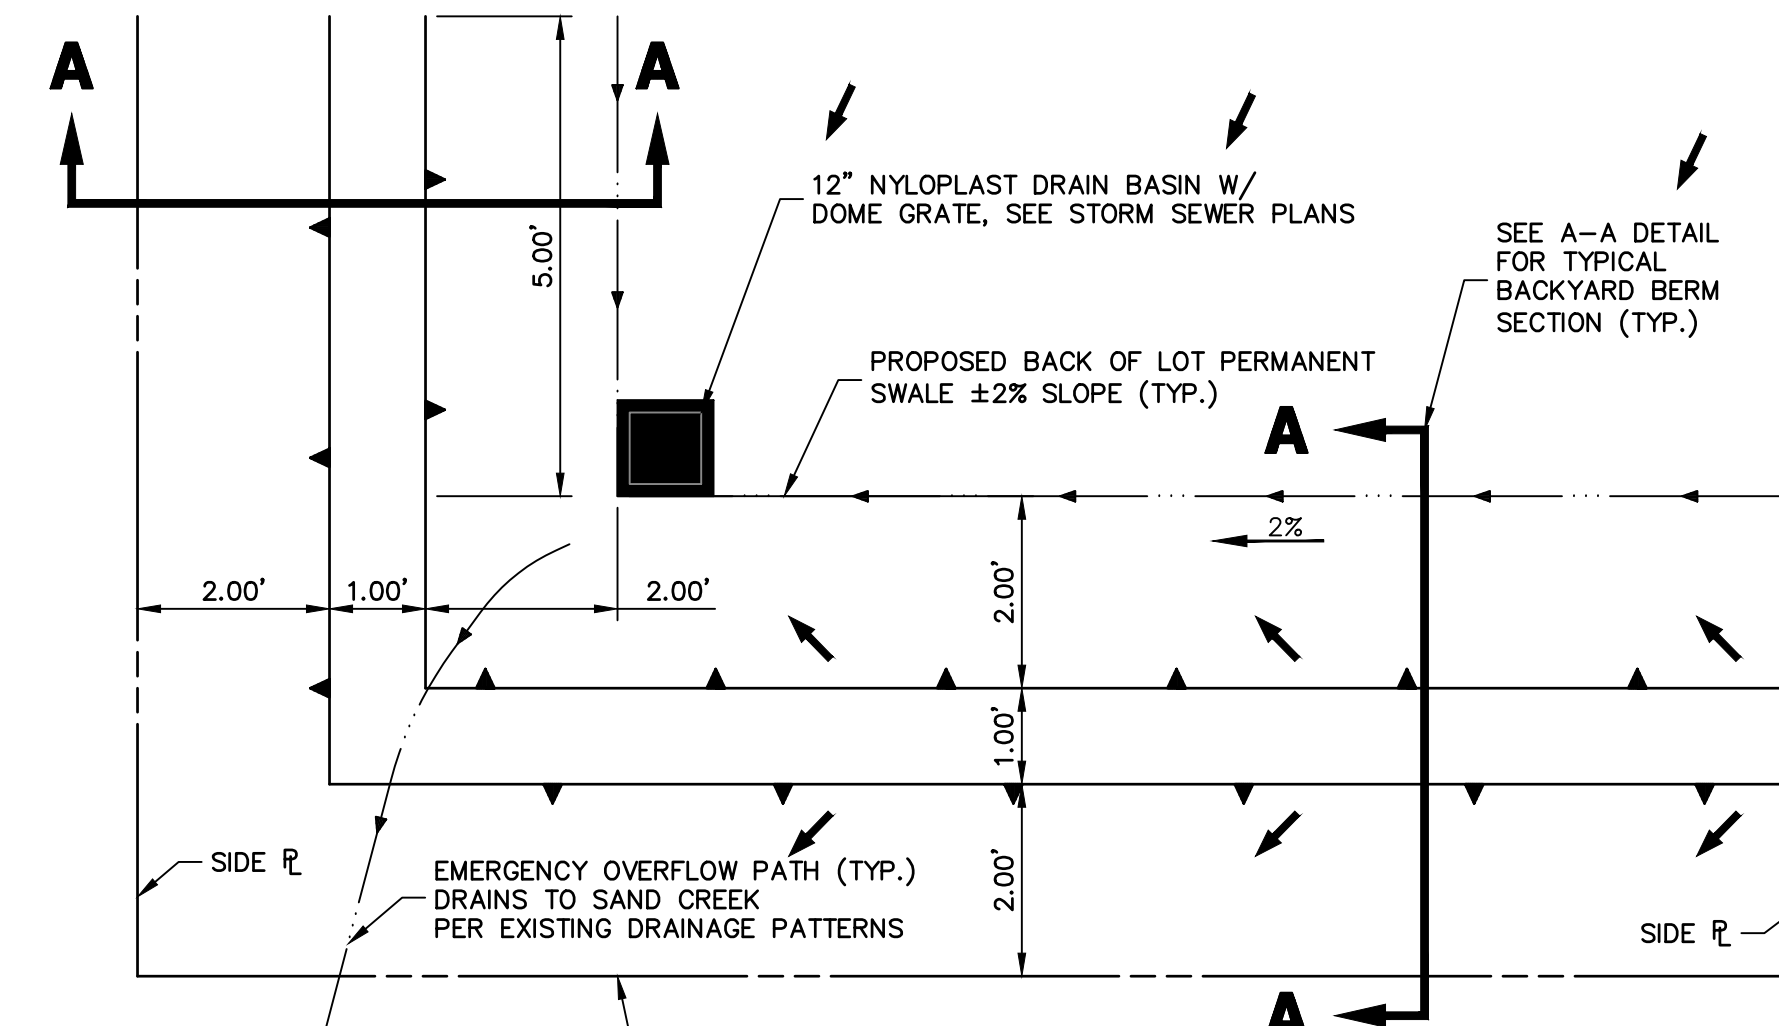 A
A
12” NYLOPLAST DRAIN BASIN W/
DOME GRATE, SEE STORM SEWER PLANS
SEE A–A DETAIL
FOR TYPICAL
BACKYARD BERM
SECTION (TYP.)
5.00’
PROPOSED BACK OF LOT PERMANENT
SWALE ±2% SLOPE (TYP.)
A
2%
2.00’
1.00’
2.00’
2.00’
1.00’
2.00’
SIDE ℙL
EMERGENCY OVERFLOW PATH (TYP.)
DRAINS TO SAND CREEK
PER EXISTING DRAINAGE PATTERNS
SIDE ℙL
A